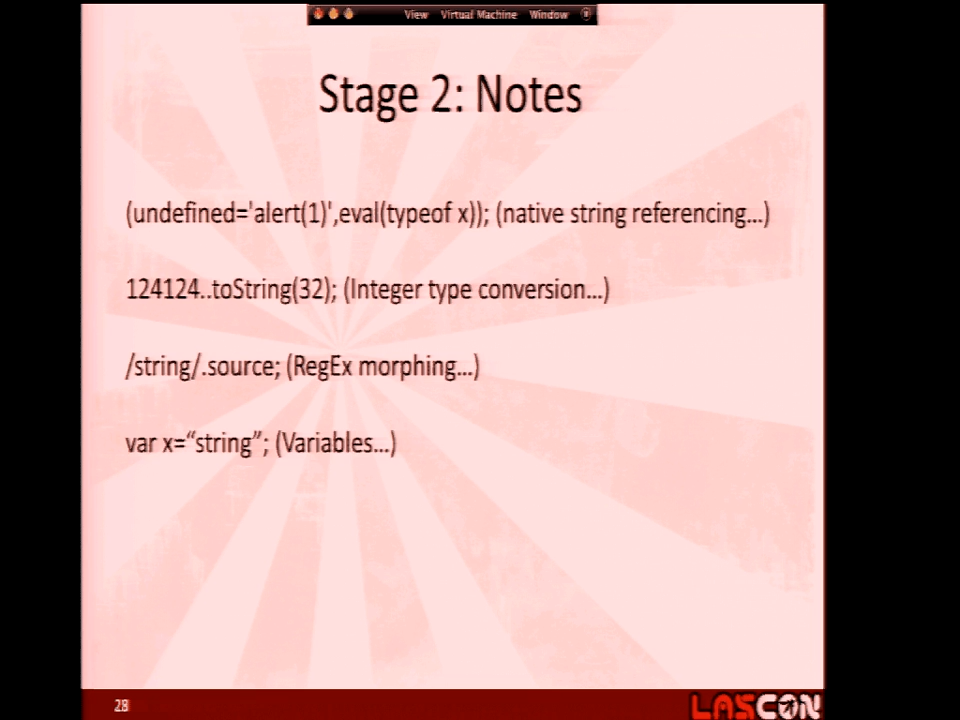 View Virtual Machine Window
Stage 2: Notes
(undefined='alert(1)',eval(typeof x)); (native string referencing...)
124124..toString(32); (Integer type conversion...)
/string/.source; (RegEx morphing...)
var x=“string”; (Variables...)
28
LASCON